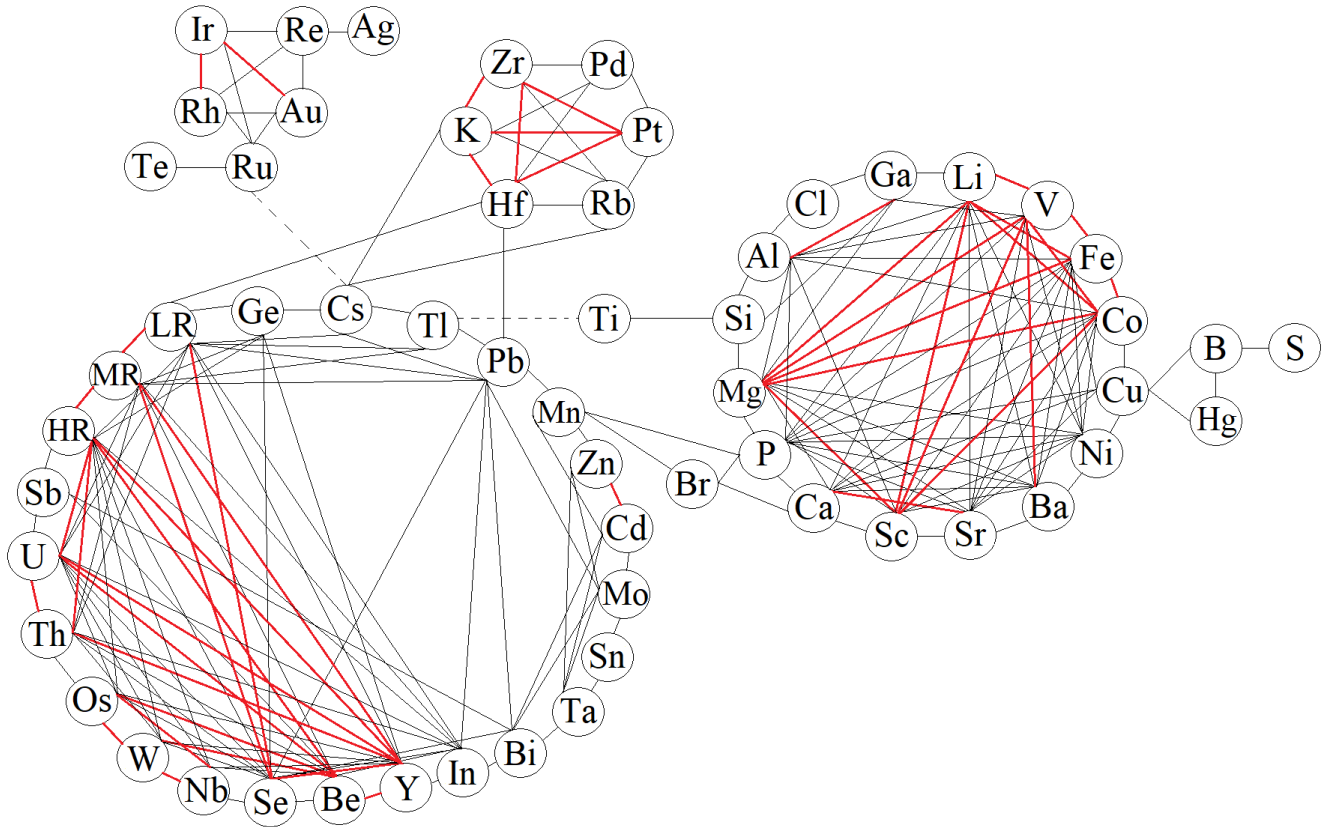 Ir
Re
Ag
Rh
Au
Te
Ru
Zr
Pd
K
Pt
Hf
Rb
Ga
Li
Cl
V
Al
Fe
Si
Co
Mg
Cu
P
Ni
Ca
Ba
Sc
Sr
B
S
Hg
Br
Ti
LR
Ge
Cs
Tl
MR
Pb
HR
Mn
Sb
Zn
U
Cd
Th
Mo
Os
Sn
W
Ta
Nb
Bi
Se
Be
Y
In